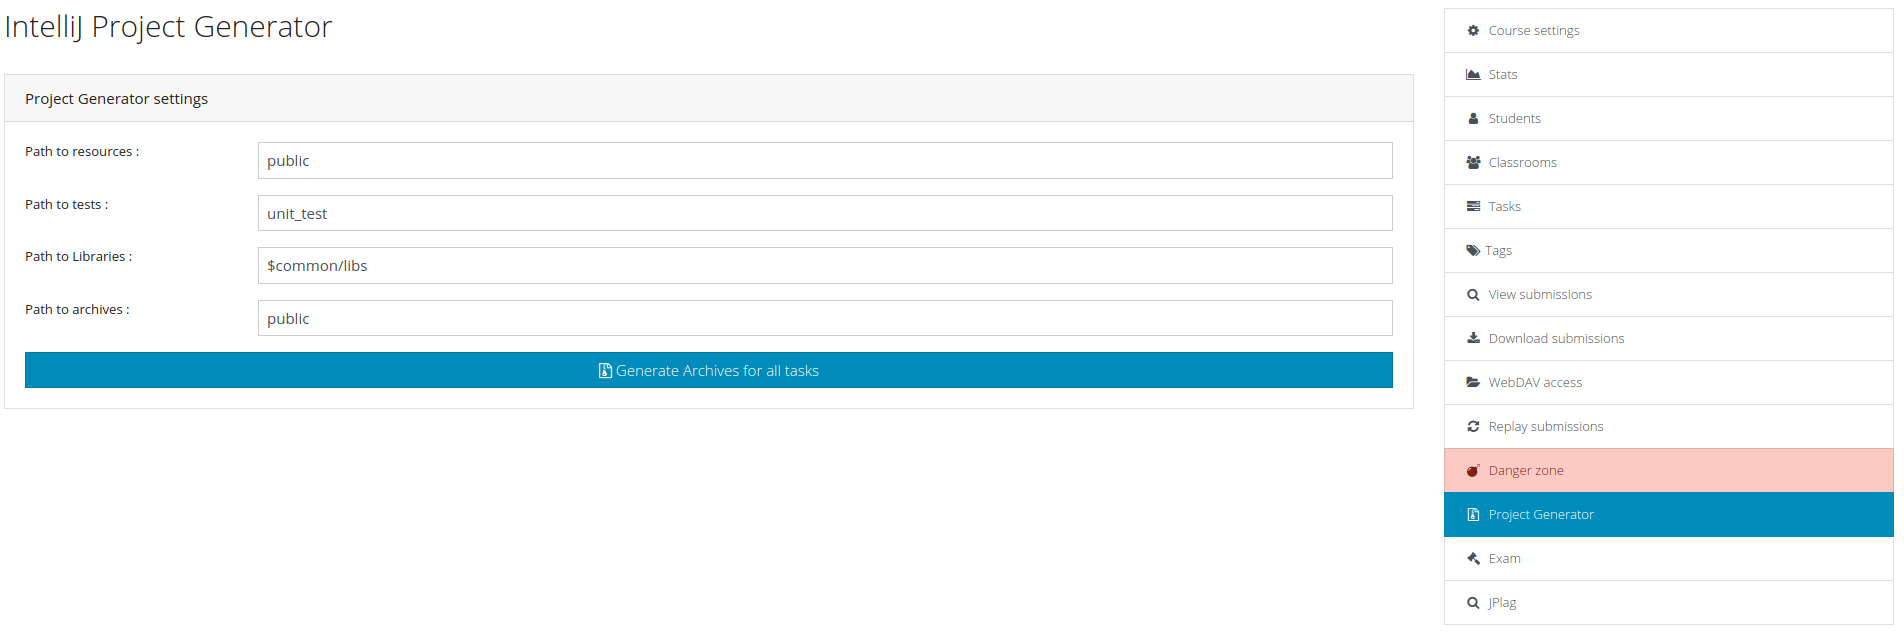 IntelliJ Project Generator
Project Generator settings
Path to resources :
public
Path to tests :
unit_test
Path to Libraries :
$common/libs
Path to archives :
public
Generate Archives for all tasks
Course settings
Stats
Students
Classrooms
Tasks
Tags
View submissions
Download submissions
WebDAV access
Replay submissions
Danger zone
Project Generator
Exam
JPlag